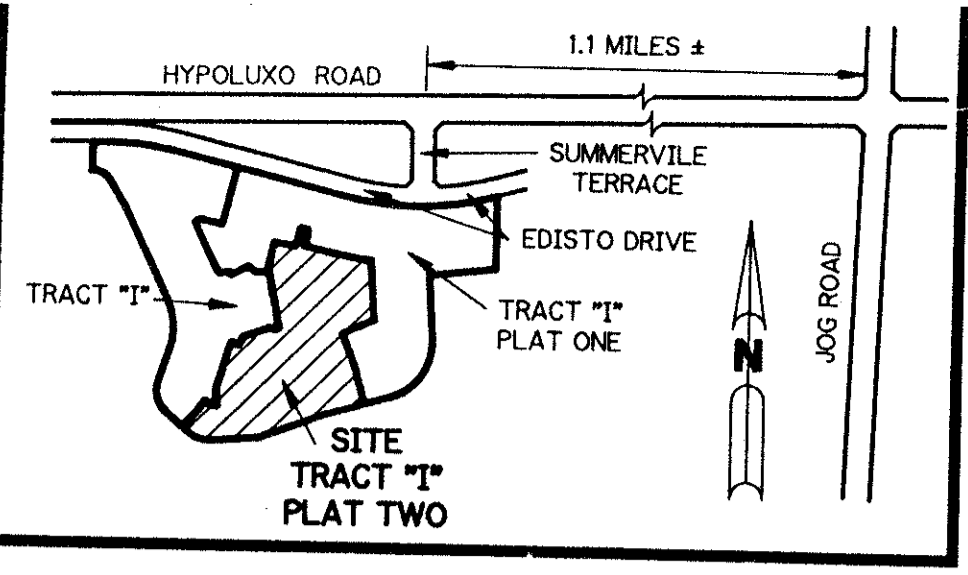 1.1 MILES ±
HYPOLUXO ROAD
SUMMERVILE
TERRACE
EDISTO DRIVE
TRACT "I"
TRACT "I"
PLAT ONE
JOG ROAD
N
SITE
TRACT "I"
PLAT TWO